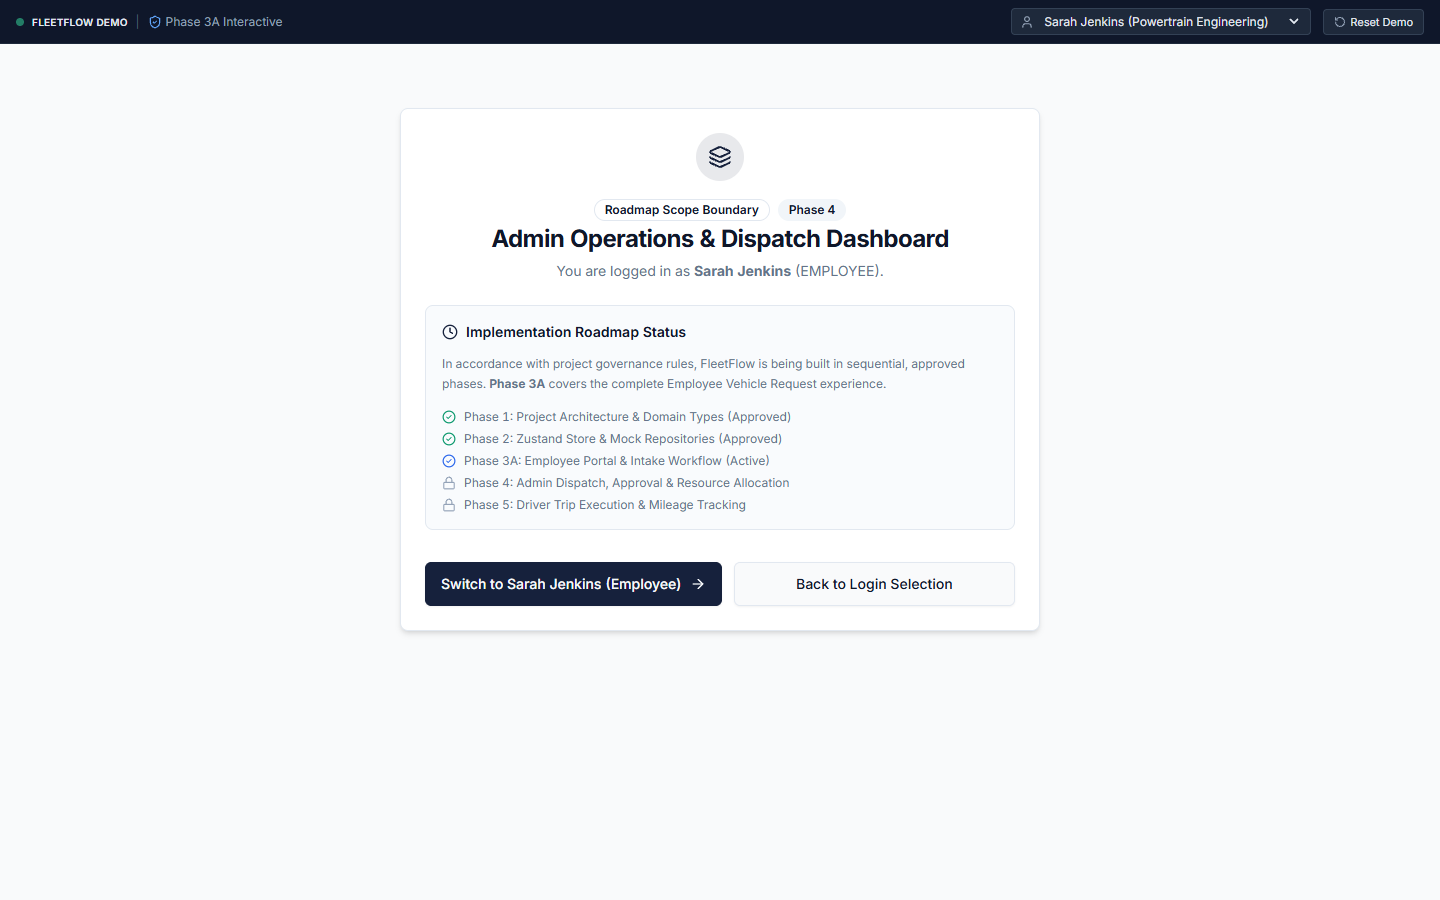 FLEETFLOW DEMO
Phase 3A Interactive
Sarah Jenkins (Powertrain Engineering)
Reset Demo
Roadmap Scope Boundary
Phase 4
Admin Operations & Dispatch Dashboard
You are logged in as Sarah Jenkins (EMPLOYEE).
Implementation Roadmap Status
In accordance with project governance rules, FleetFlow is being built in sequential, approved
phases. Phase 3A covers the complete Employee Vehicle Request experience.
Phase 1: Project Architecture & Domain Types (Approved)
Phase 2: Zustand Store & Mock Repositories (Approved)
Phase 3A: Employee Portal & Intake Workflow (Active)
Phase 4: Admin Dispatch, Approval & Resource Allocation
Phase 5: Driver Trip Execution & Mileage Tracking
Switch to Sarah Jenkins (Employee)
Back to Login Selection